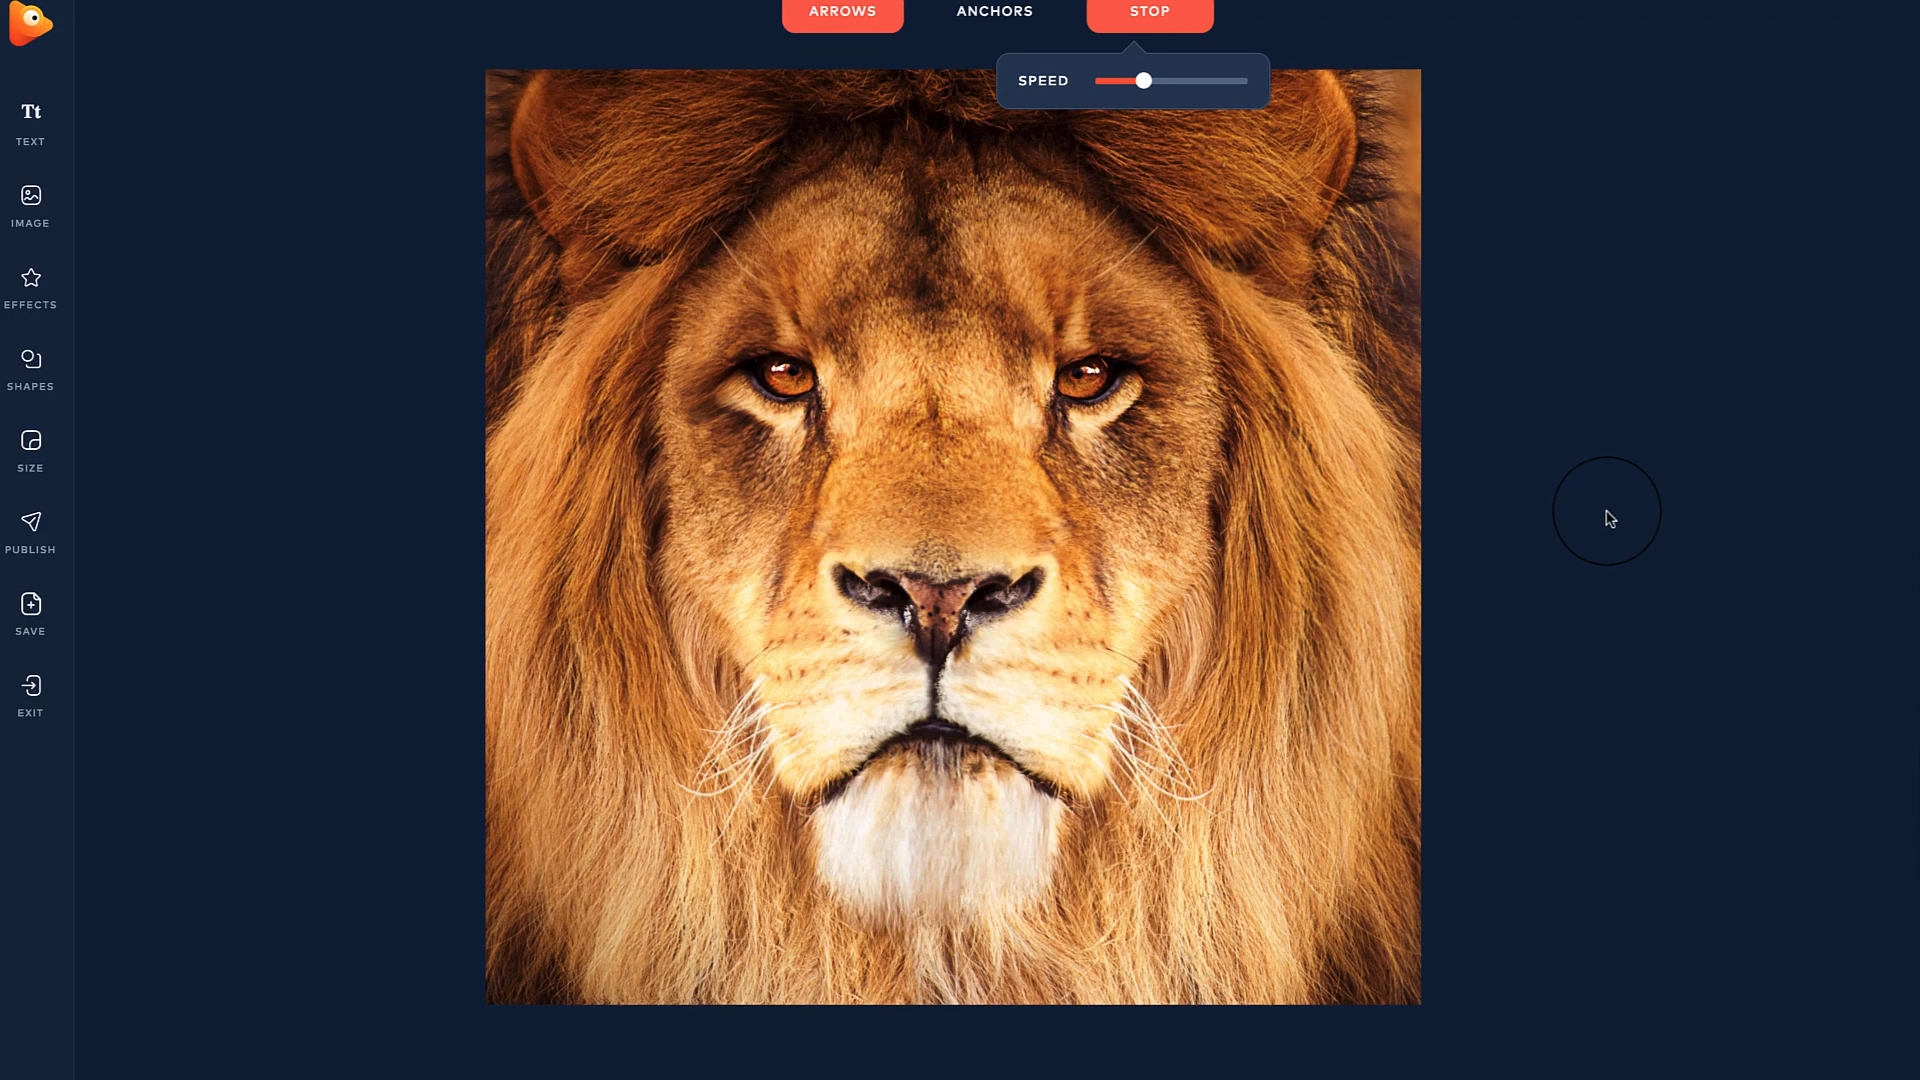 ARROWS
ANCHORS
STOP
SPEED
Tt
TEXT
IMAGE
EFFECTS
SHAPES
SIZE
PUBLISH
SAVE
EXIT